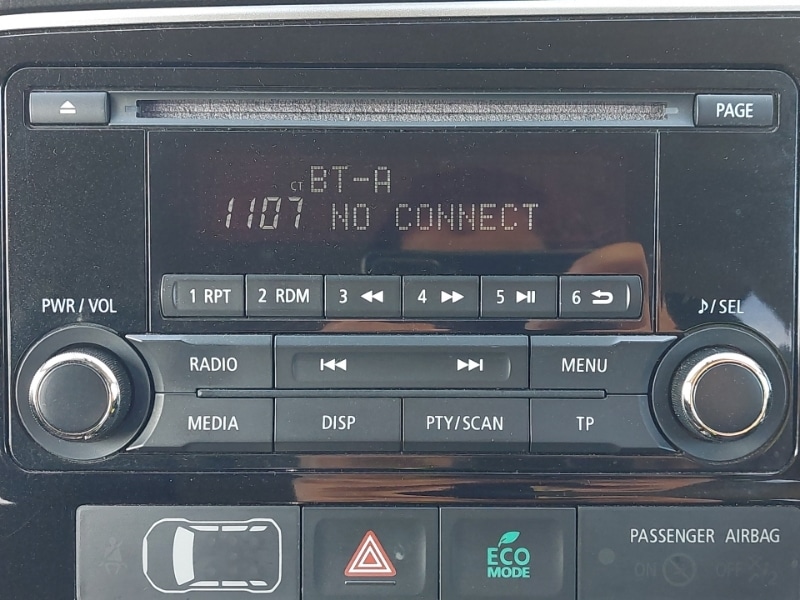 PAGE
CT BT-A
1107 NO CONNECT
1 RPT 2 RDM 3 4 5 6
PWR / VOL
♪/SEL
RADIO MENU
MEDIA DISP PTY/SCAN TP
PASSENGER AIRBAG
ECO
MODE
ON OFF